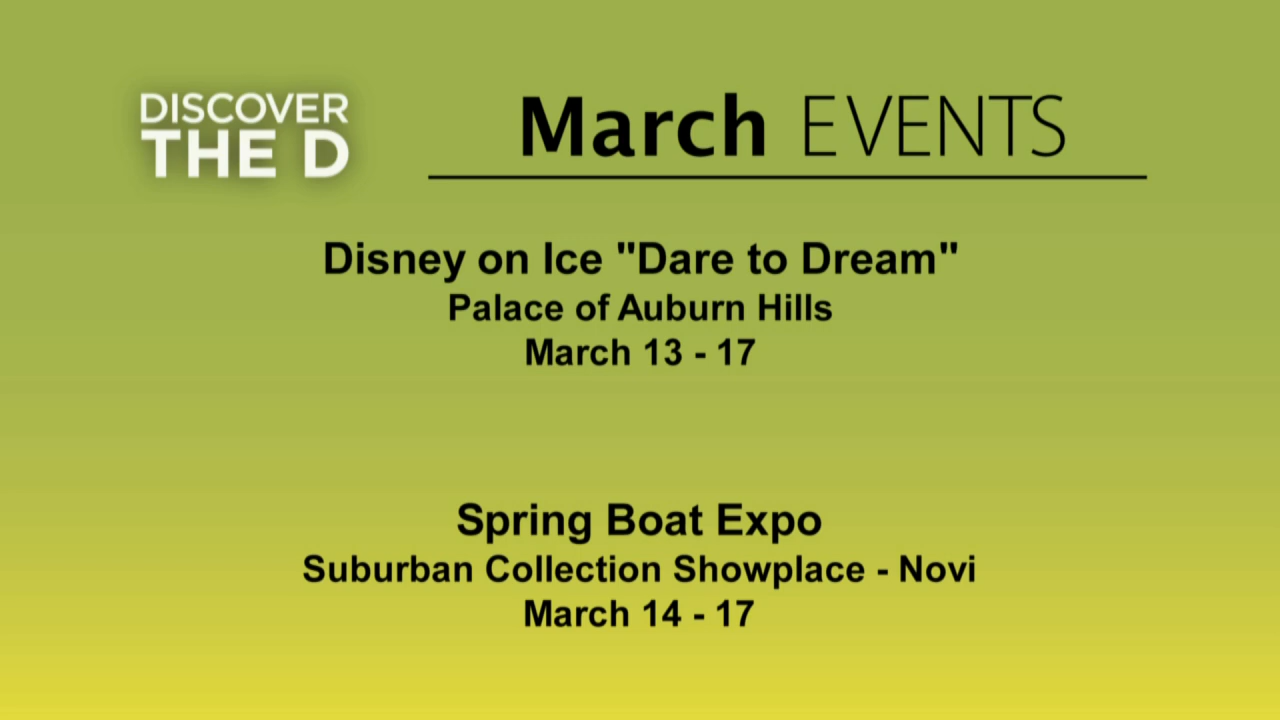 DISCOVER
THE D
March EVENTS
Disney on Ice "Dare to Dream"
Palace of Auburn Hills
March 13 - 17
Spring Boat Expo
Suburban Collection Showplace - Novi
March 14 - 17